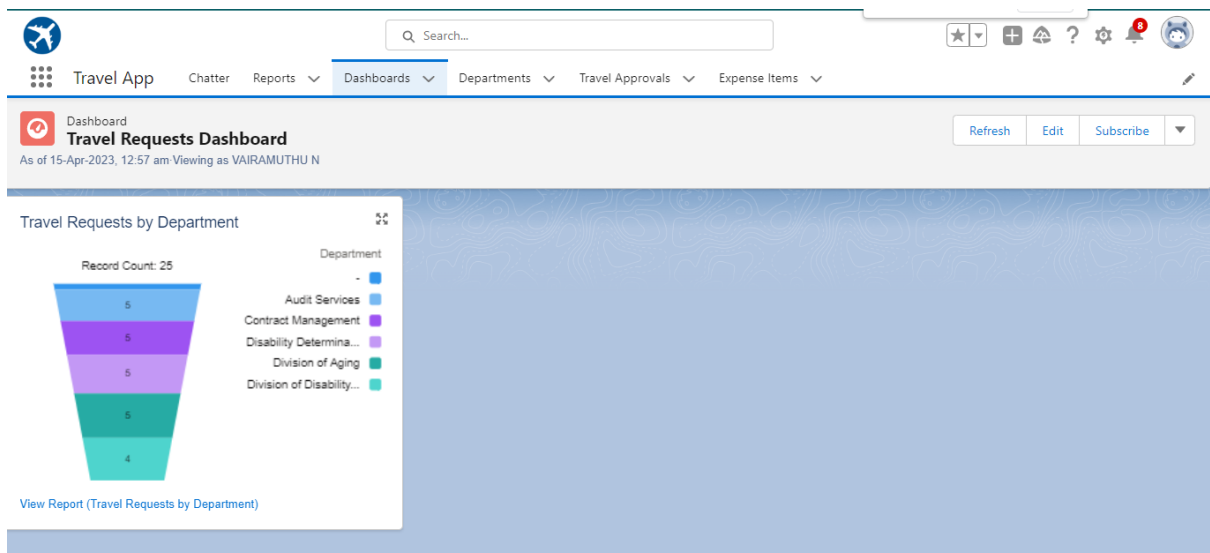 Search...
8
Travel App Chatter Reports Dashboards Departments Travel Approvals Expense Items
Dashboard
Travel Requests Dashboard
As of 15-Apr-2023, 12:57 am·Viewing as VAIRAMUTHU N
Refresh Edit Subscribe
Travel Requests by Department
Record Count: 25
5
5
5
5
4
Department
-
Audit Services
Contract Management
Disability Determina...
Division of Aging
Division of Disability...
View Report (Travel Requests by Department)